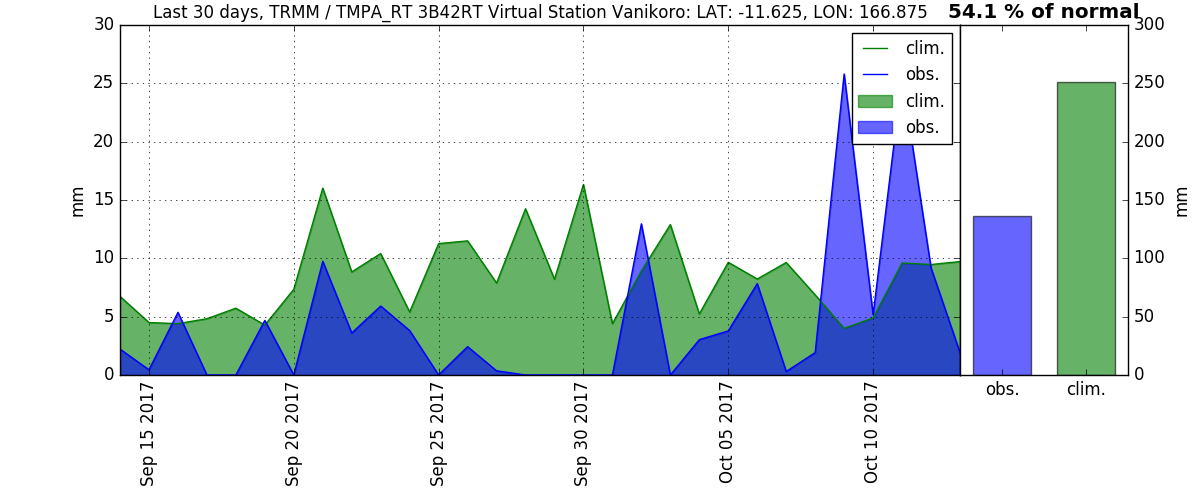 Last 30 days, TRMM / TMPA_RT 3B42RT Virtual Station Vanikoro: LAT: -11.625, LON: 166.875
54.1 % of normal
30
25
20
15
10
5
0
mm
clim.
obs.
clim.
obs.
Sep 15 2017
Sep 20 2017
Sep 25 2017
Sep 30 2017
Oct 05 2017
Oct 10 2017
300
250
200
150
100
50
0
mm
obs.
clim.